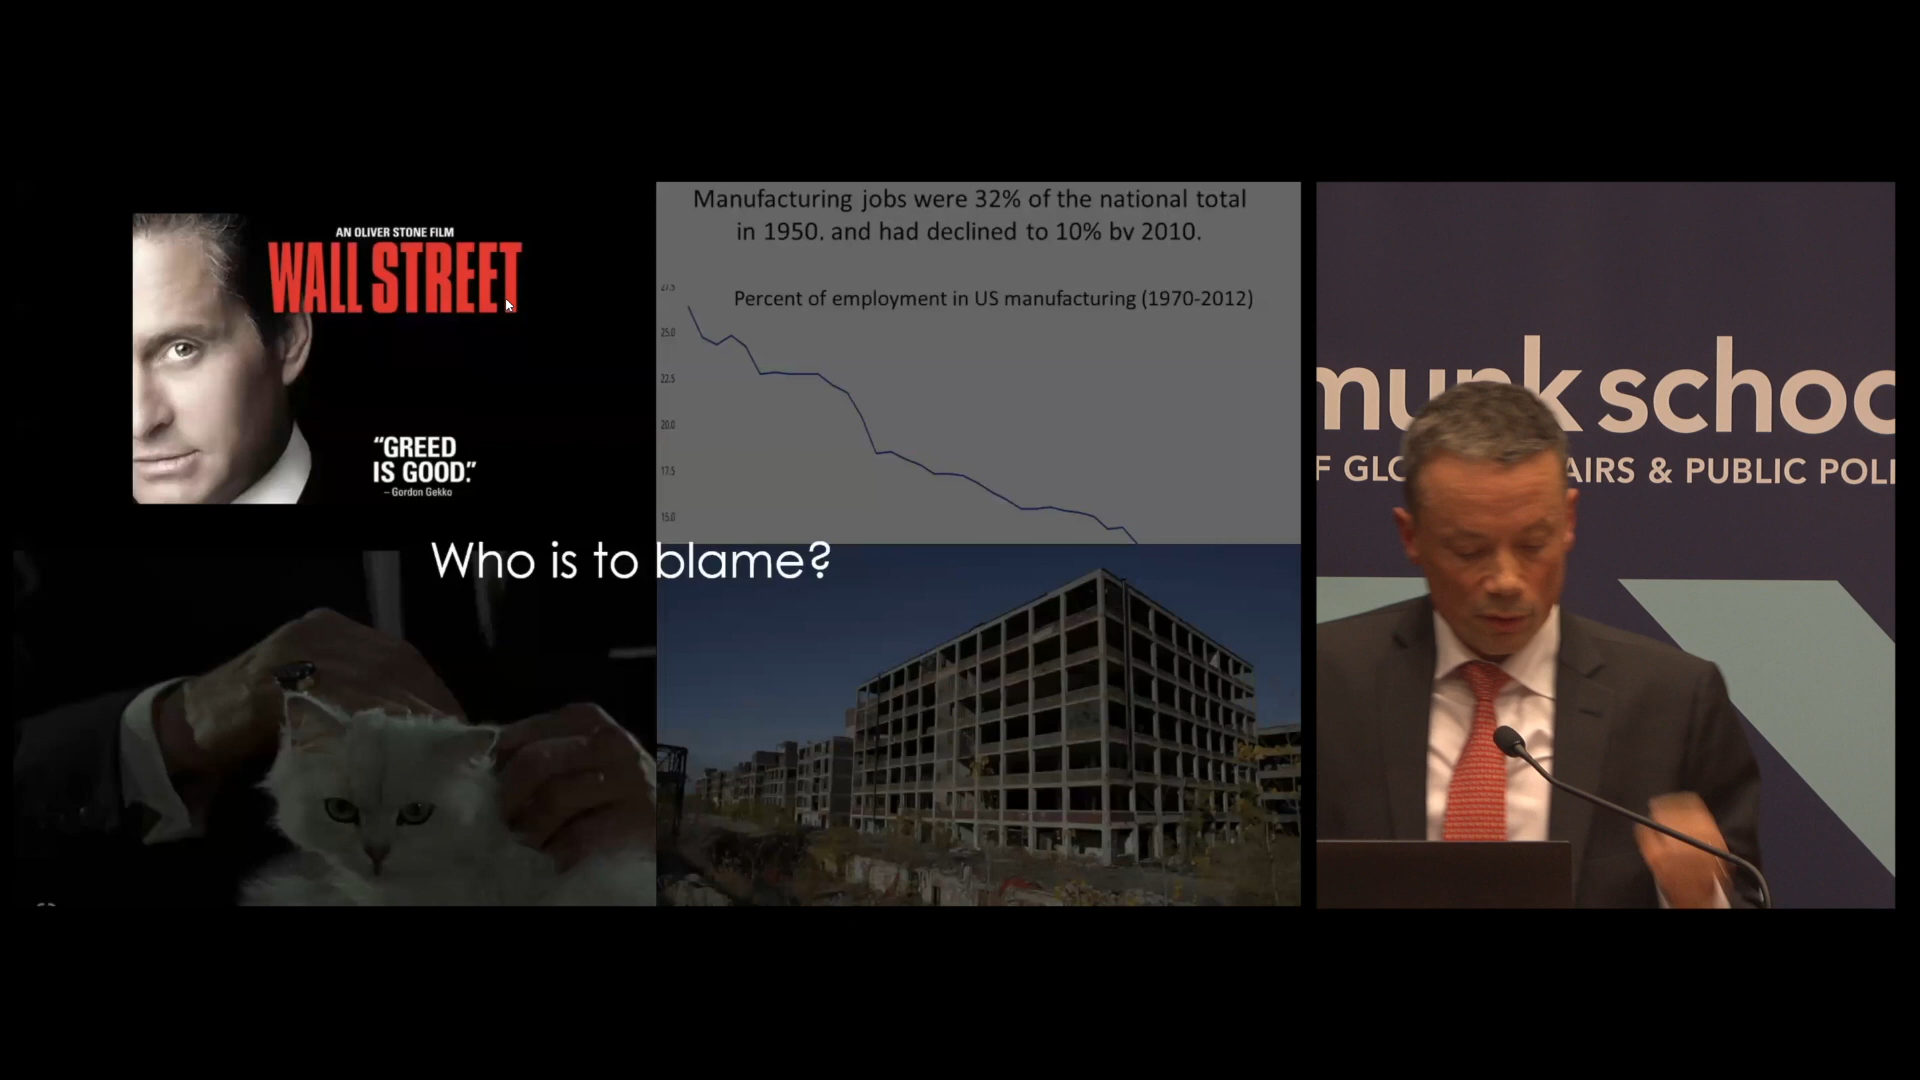 AN OLIVER STONE FILM
WALL STREET
“GREED
IS GOOD.”
– Gordon Gekko
Manufacturing jobs were 32% of the national total
in 1950, and had declined to 10% by 2010.
Percent of employment in US manufacturing (1970-2012)
27.5
25.0
22.5
20.0
17.5
15.0
Who is to blame?
munk schoo
F GLO AIRS & PUBLIC POLI